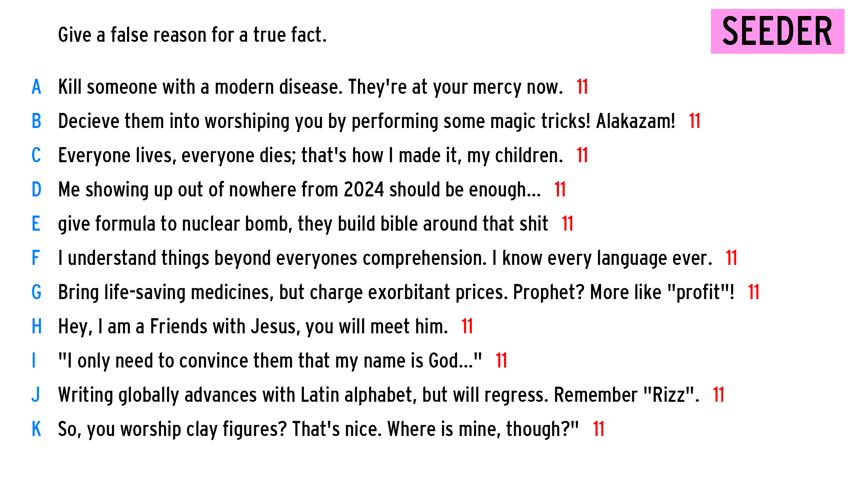 Give a false reason for a true fact.
SEEDER
A Kill someone with a modern disease. They're at your mercy now. 11
B Decieve them into worshiping you by performing some magic tricks! Alakazam! 11
C Everyone lives, everyone dies; that's how I made it, my children. 11
D Me showing up out of nowhere from 2024 should be enough... 11
E give formula to nuclear bomb, they build bible around that shit 11
F I understand things beyond everyones comprehension. I know every language ever. 11
G Bring life-saving medicines, but charge exorbitant prices. Prophet? More like "profit"! 11
H Hey, I am a Friends with Jesus, you will meet him. 11
I "I only need to convince them that my name is God..." 11
J Writing globally advances with Latin alphabet, but will regress. Remember "Rizz". 11
K So, you worship clay figures? That's nice. Where is mine, though?" 11